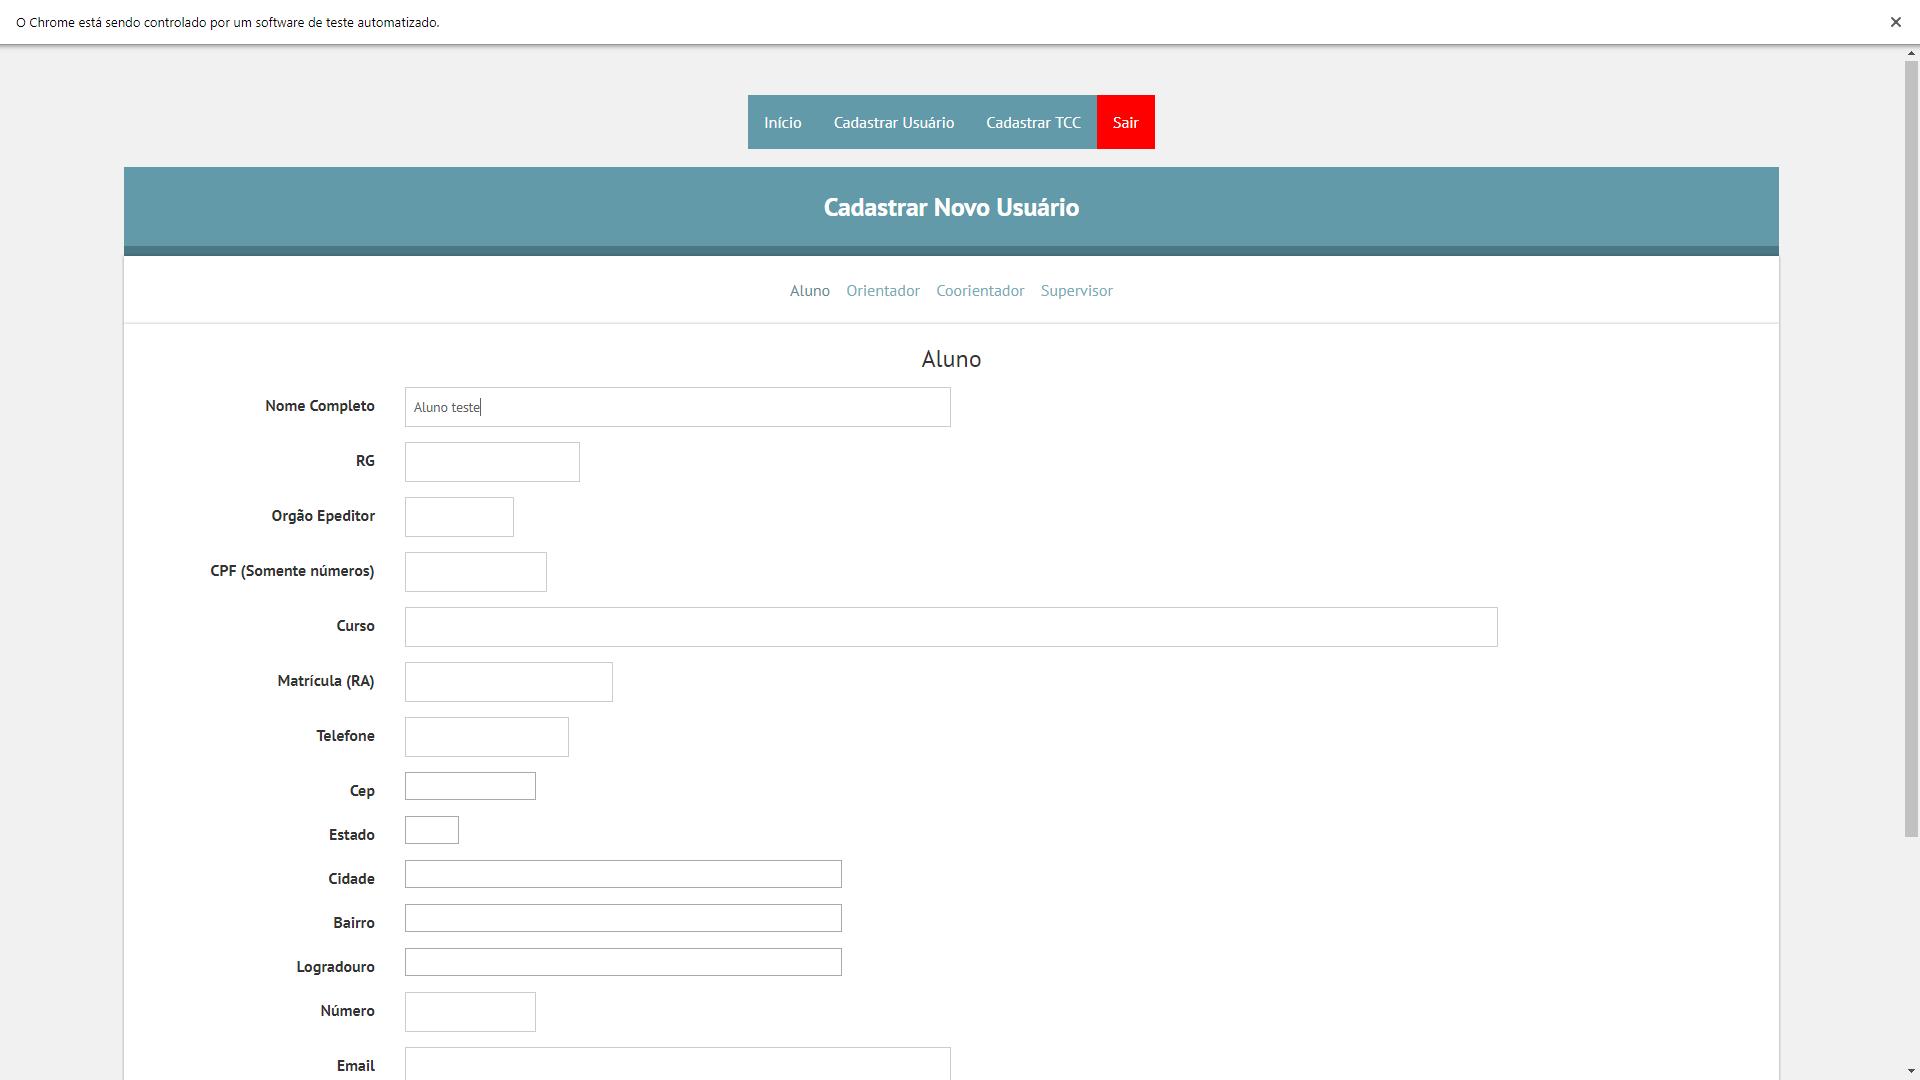 O Chrome está sendo controlado por um software de teste automatizado.
Início Cadastrar Usuário Cadastrar TCC Sair
Cadastrar Novo Usuário
Aluno Orientador Coorientador Supervisor
Aluno
Nome Completo Aluno teste
RG
Orgão Epeditor
CPF (Somente números)
Curso
Matrícula (RA)
Telefone
Cep
Estado
Cidade
Bairro
Logradouro
Número
Email